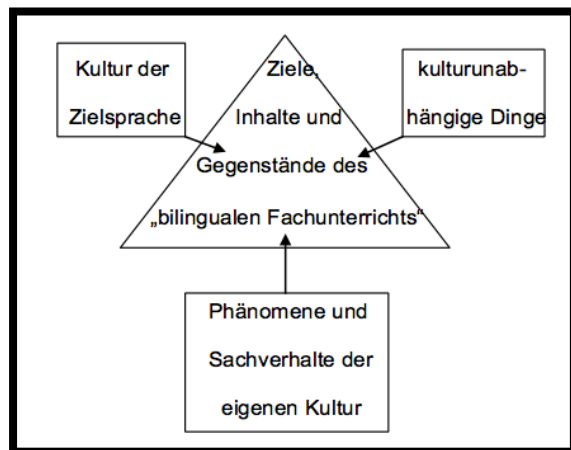 Kultur der
Zielsprache
Ziele,
Inhalte und
Gegenstände des
„bilingualen Fachunterrichts“
kulturunab-
hängige Dinge
Phänomene und
Sachverhalte der
eigenen Kultur